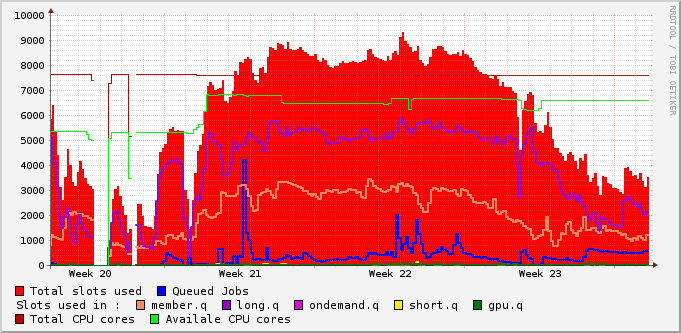 RRDTOOL / TOBI OETIKER
10000
9000
8000
7000
6000
5000
4000
3000
2000
1000
0
Week 20 Week 21 Week 22 Week 23
Total slots used Queued Jobs
Slots used in : member.q long.q ondemand.q short.q gpu.q
Total CPU cores Availale CPU cores